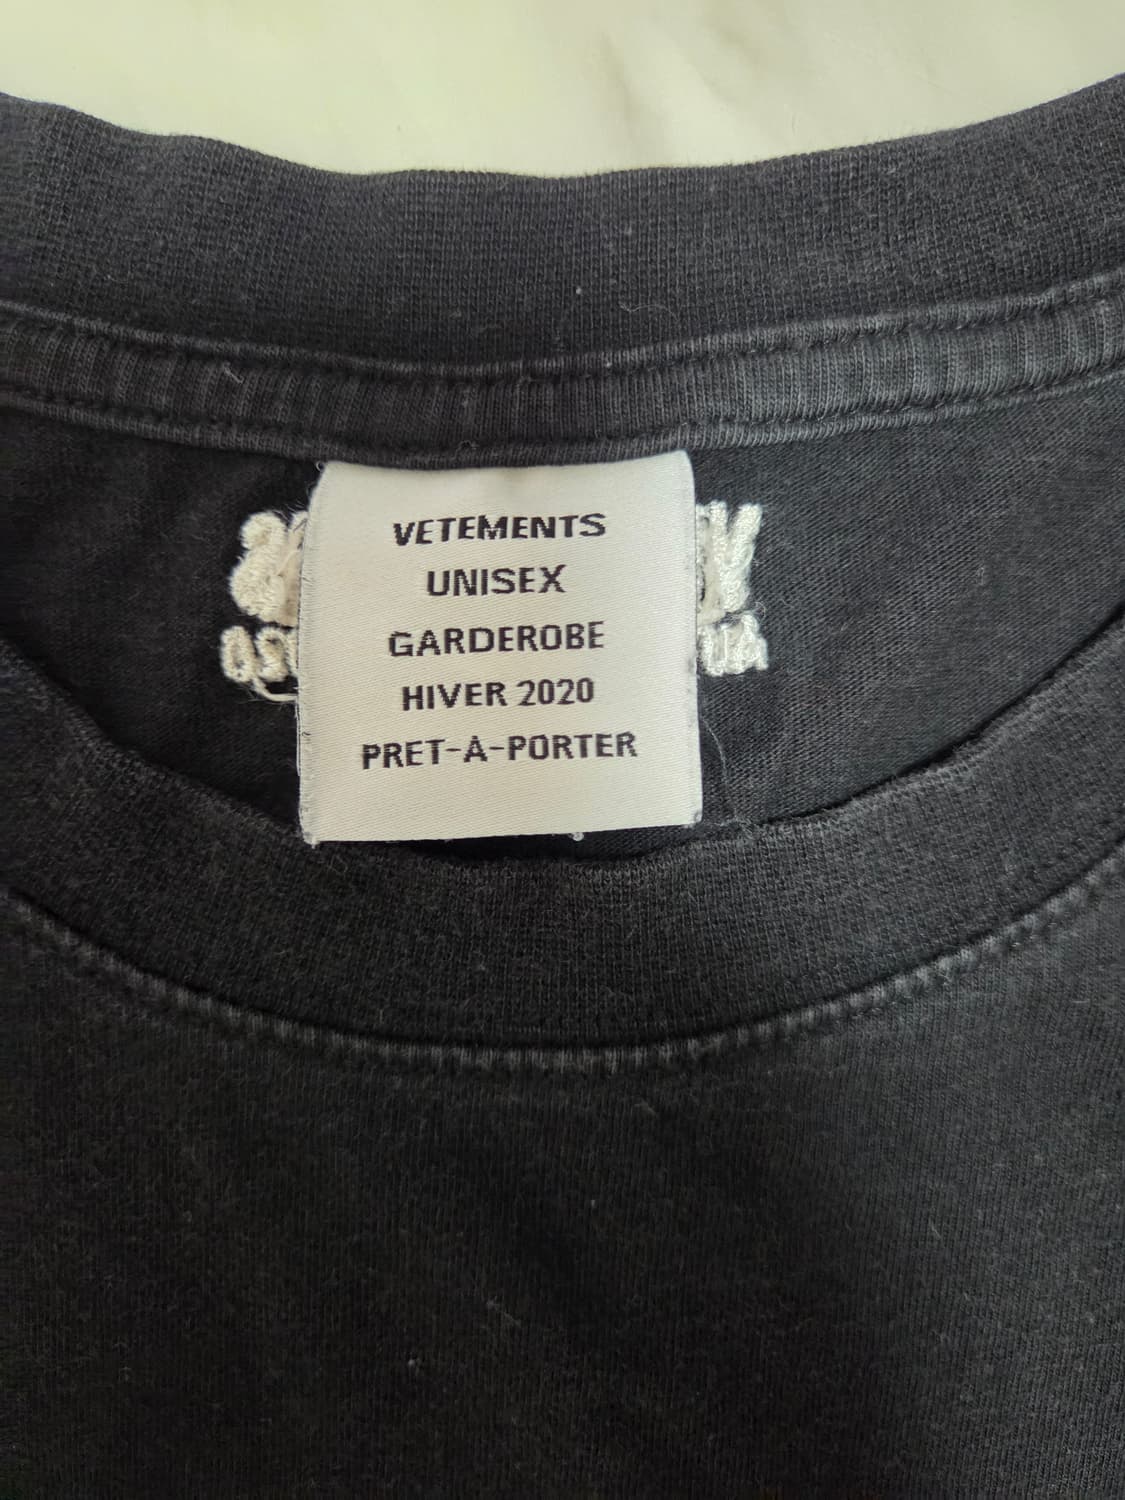 VETEMENTS
UNISEX
GARDEROBE
HIVER 2020
PRET-A-PORTER